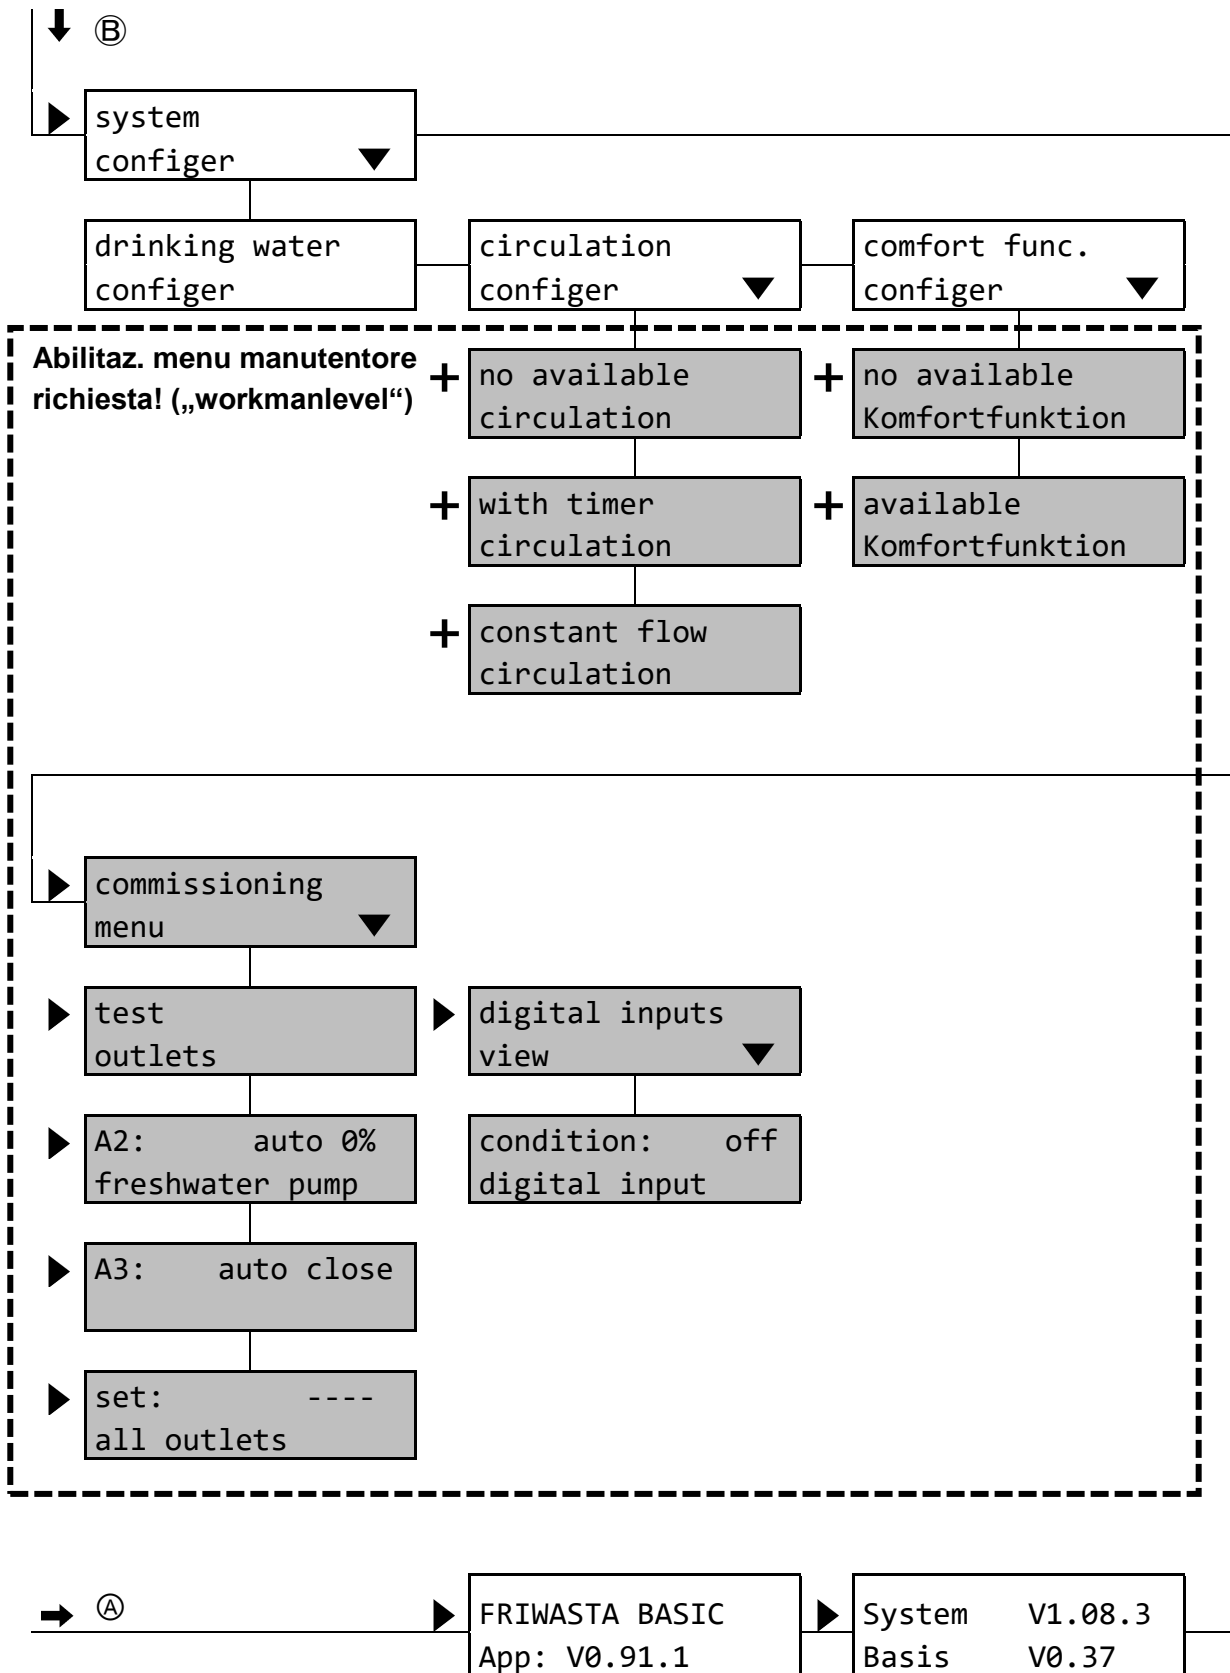 Ⓑ
system
configer
drinking water
configer
circulation
configer
comfort func.
configer
Abilitaz. menu manutentore
richiesta! („workmanlevel“)
+ no available
circulation
+ no available
Komfortfunktion
+ with timer
circulation
+ available
Komfortfunktion
+ constant flow
circulation
commissioning
menu
test
outlets
digital inputs
view
A2: auto 0%
freshwater pump
condition: off
digital input
A3: auto close
set: ----
all outlets
Ⓐ
FRIWASTA BASIC
App: V0.91.1
System V1.08.3
Basis V0.37